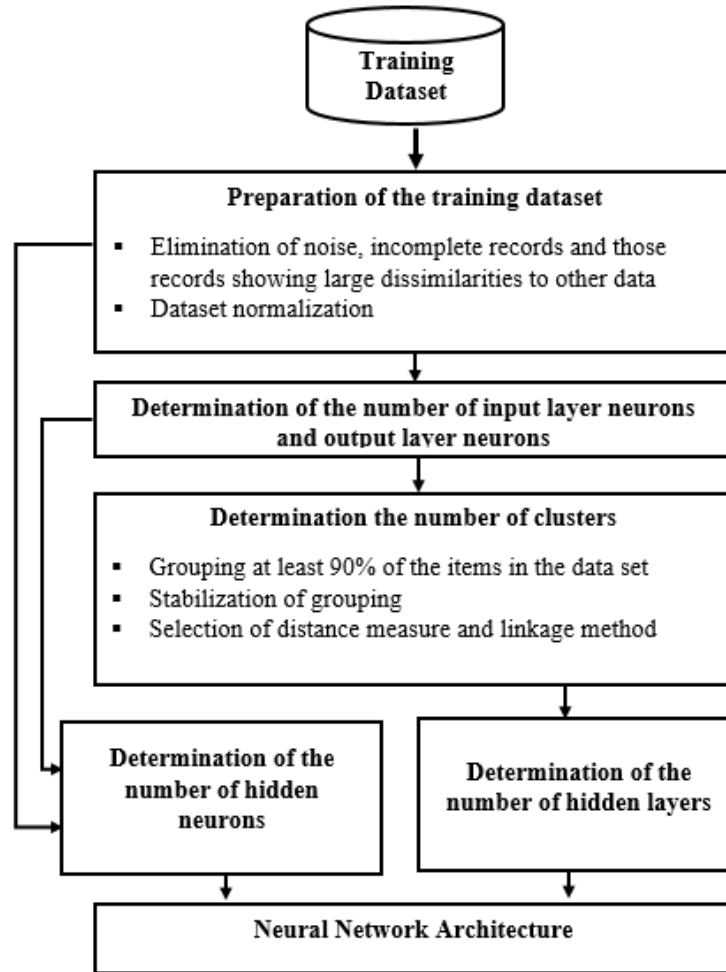 Training
Dataset
Preparation of the training dataset
▪ Elimination of noise, incomplete records and those
records showing large dissimilarities to other data
▪ Dataset normalization
Determination of the number of input layer neurons
and output layer neurons
Determination the number of clusters
▪ Grouping at least 90% of the items in the data set
▪ Stabilization of grouping
▪ Selection of distance measure and linkage method
Determination of the
number of hidden
neurons
Determination of the
number of hidden layers
Neural Network Architecture